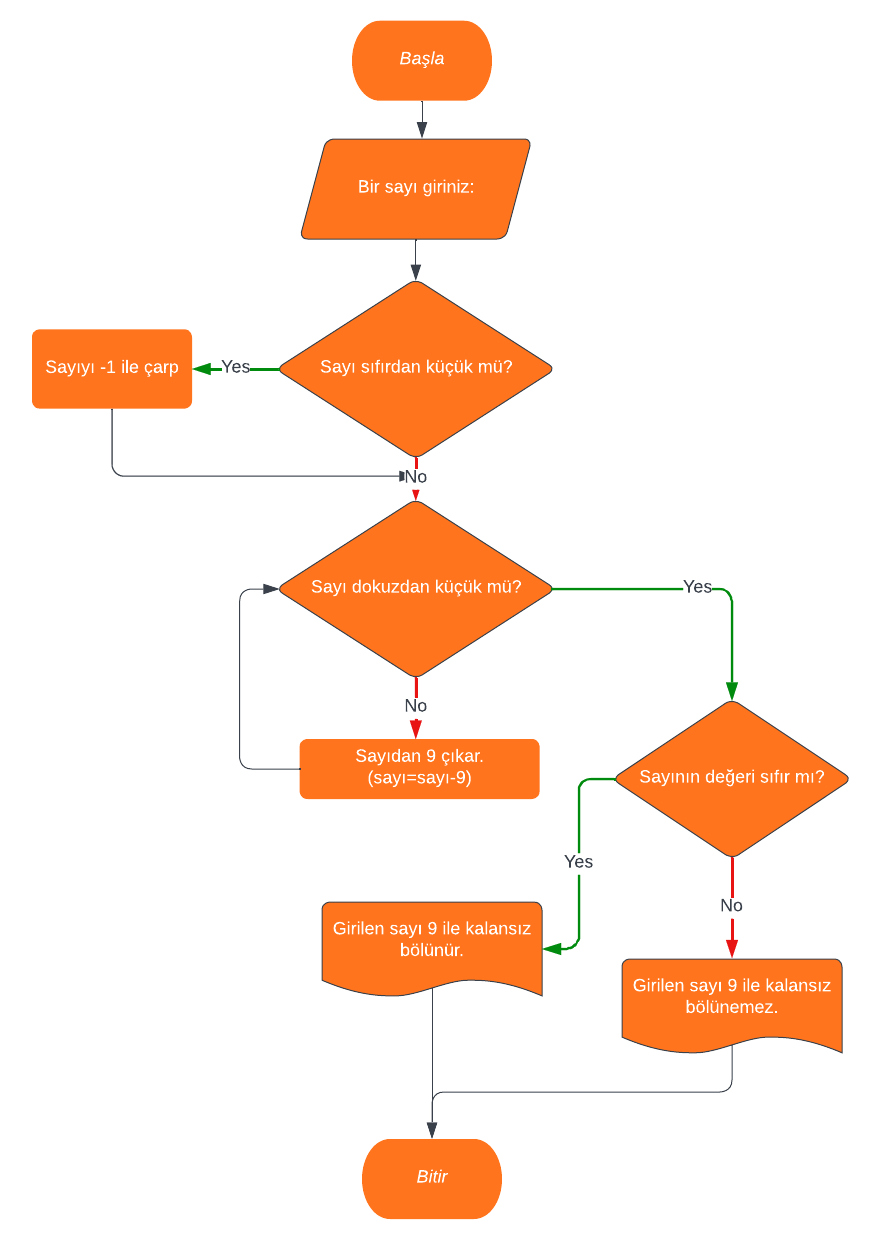 Başla
Bir sayı giriniz:
Sayı sıfırdan küçük mü?
Yes
Sayıyı -1 ile çarp
No
Sayı dokuzdan küçük mü?
Yes
No
Sayıdan 9 çıkar.
(sayı=sayı-9)
Sayının değeri sıfır mı?
Yes
No
Girilen sayı 9 ile kalansız
bölünür.
Girilen sayı 9 ile kalansız
bölünemez.
Bitir